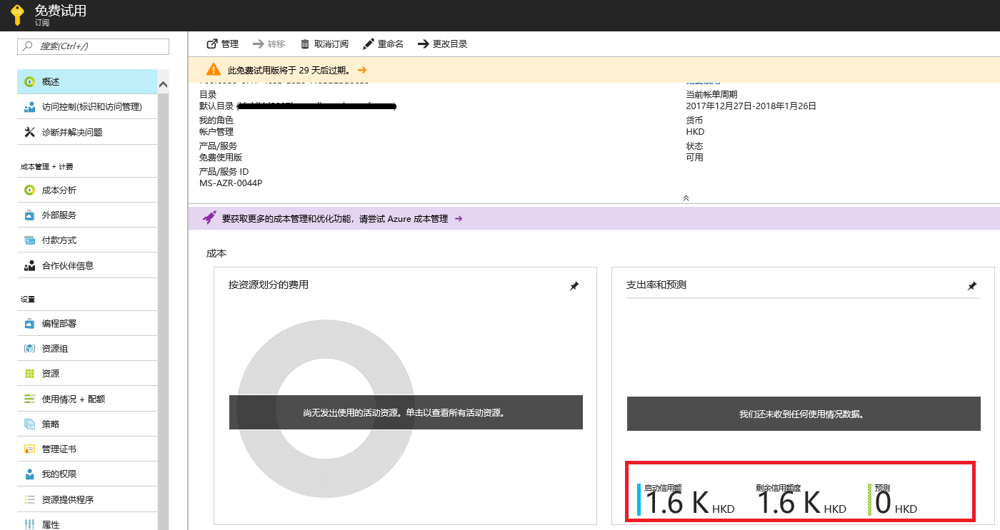 免费试用
订阅
搜索(Ctrl+/)
概述
访问控制(标识和访问管理)
诊断并解决问题
成本管理 + 计费
成本分析
外部服务
付款方式
合作伙伴信息
设置
编程部署
资源组
资源
使用情况 + 配额
策略
管理证书
我的权限
资源提供程序
属性
管理
转移
取消订阅
重命名
更改目录
此免费试用版将于 29 天后过期。
目录
默认目录
我的角色
帐户管理
产品/服务
免费使用版
产品/服务 ID
MS-AZR-0044P
当前帐单周期
2017年12月27日-2018年1月26日
货币
HKD
状态
可用
要获取更多的成本管理和优化功能，请尝试 Azure 成本管理
成本
按资源划分的费用
尚无发出使用的活动资源。单击以查看所有活动资源。
支出率和预测
我们还未收到任何使用情况数据。
启动信用额
1.6 K HKD
剩余信用额度
1.6 K HKD
预测
0 HKD